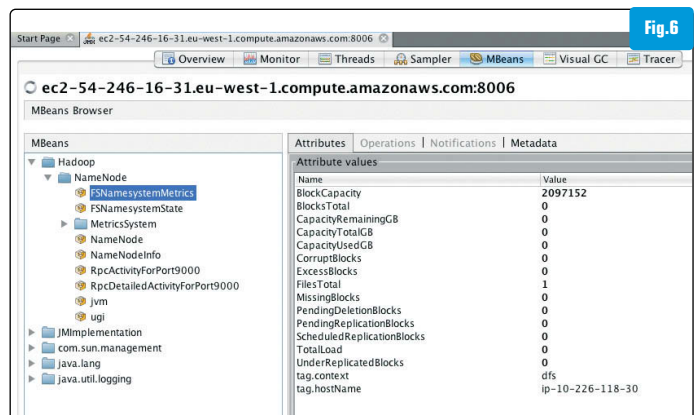 Fig.6
Start Page ec2-54-246-16-31.eu-west-1.compute.amazonaws.com:8006
Overview Monitor Threads Sampler MBeans Visual GC Tracer
ec2-54-246-16-31.eu-west-1.compute.amazonaws.com:8006
MBeans Browser
MBeans
Hadoop
NameNode
FSNamesystemMetrics
FSNamesystemState
MetricsSystem
NameNode
NameNodeInfo
RpcActivityForPort9000
RpcDetailedActivityForPort9000
jvm
ugi
JMImplementation
com.sun.management
java.lang
java.util.logging
Attributes Operations Notifications Metadata
Attribute values
Name Value
BlockCapacity 2097152
BlocksTotal 0
CapacityRemainingGB 0
CapacityTotalGB 0
CapacityUsedGB 0
CorruptBlocks 0
ExcessBlocks 0
FilesTotal 1
MissingBlocks 0
PendingDeletionBlocks 0
PendingReplicationBlocks 0
ScheduledReplicationBlocks 0
TotalLoad 0
UnderReplicatedBlocks 0
tag.context dfs
tag.hostName ip-10-226-118-30